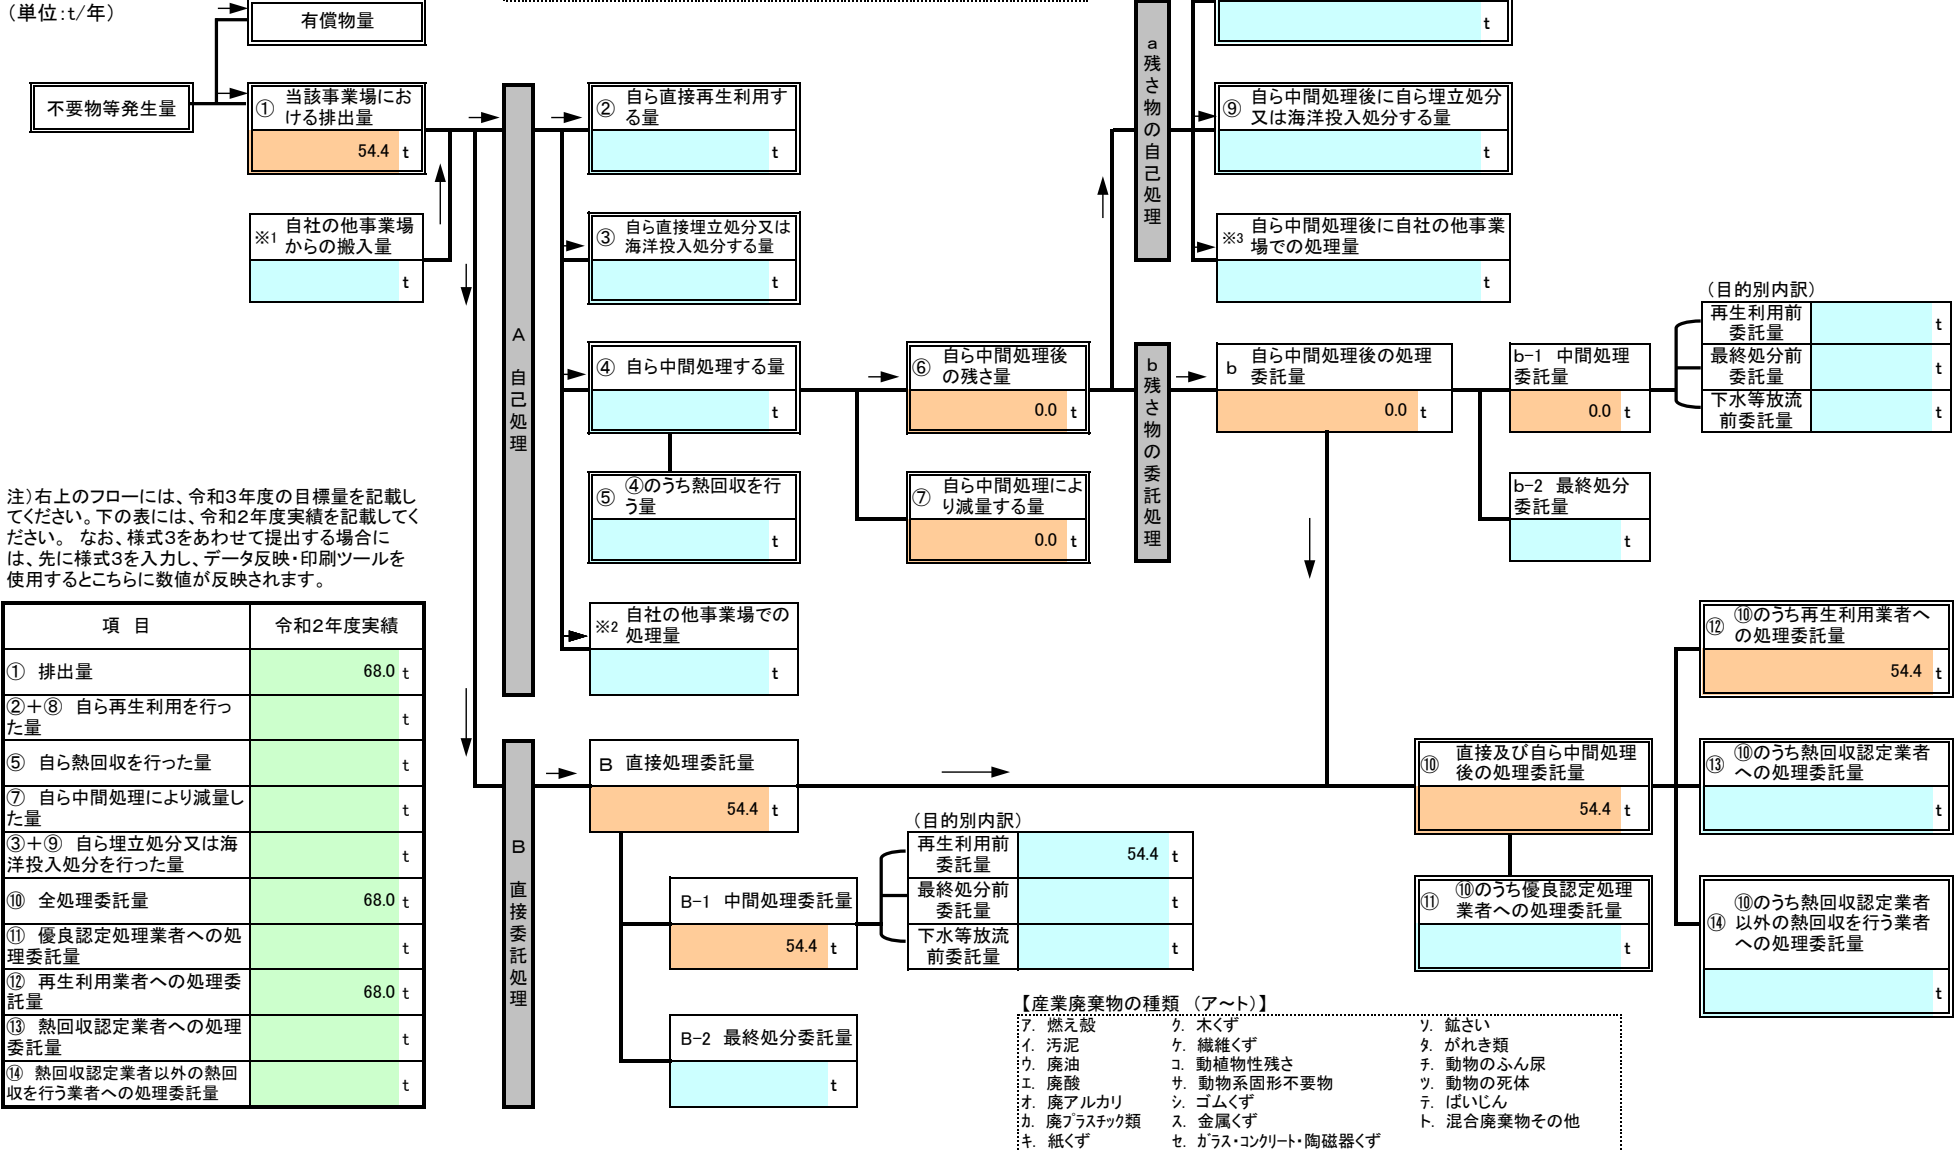 （単位:t/年）
有償物量
t
不要物等発生量
① 当該事業場にお
ける排出量
54.4 t
※1 自社の他事業場
からの搬入量
t
A 自己処理
② 自ら直接再生利用す
る量
t
③ 自ら直接埋立処分又は
海洋投入処分する量
t
④ 自ら中間処理する量
t
⑤ ④のうち熱回収を行
う量
t
※2 自社の他事業場での
処理量
t
⑥ 自ら中間処理後
の残さ量
0.0 t
⑦ 自ら中間処理によ
り減量する量
0.0 t
a残さ物の自己処理
⑨ 自ら中間処理後に自ら埋立処分
又は海洋投入処分する量
t
※3 自ら中間処理後に自社の他事業
場での処理量
t
b残さ物の委託処理
b 自ら中間処理後の処理
委託量
0.0 t
b-1 中間処理
委託量
0.0 t
b-2 最終処分
委託量
t
（目的別内訳）
再生利用前
委託量
t
最終処分前
委託量
t
下水等放流
前委託量
t
注）右上のフローには、令和3年度の目標量を記載し
てください。下の表には、令和2年度実績を記載してく
ださい。 なお、様式3をあわせて提出する場合に
は、先に様式3を入力し、データ反映・印刷ツールを
使用するとこちらに数値が反映されます。
項 目 令和2年度実績
① 排出量 68.0 t
②＋⑧ 自ら再生利用を行っ
た量
t
⑤ 自ら熱回収を行った量 t
⑦ 自ら中間処理により減量し
た量
t
③＋⑨ 自ら埋立処分又は海
洋投入処分を行った量
t
⑩ 全処理委託量 68.0 t
⑪ 優良認定処理業者への処
理委託量
t
⑫ 再生利用業者への処理委
託量
68.0 t
⑬ 熱回収認定業者への処理
委託量
t
⑭ 熱回収認定業者以外の熱回
収を行う業者への処理委託量
t
B 直接委託処理
B 直接処理委託量
54.4 t
B-1 中間処理委託量
54.4 t
B-2 最終処分委託量
t
（目的別内訳）
再生利用前
委託量
54.4 t
最終処分前
委託量
t
下水等放流
前委託量
t
⑩ 直接及び自ら中間処理
後の処理委託量
54.4 t
⑪ ⑩のうち優良認定処理
業者への処理委託量
t
⑫ ⑩のうち再生利用業者へ
の処理委託量
54.4 t
⑬ ⑩のうち熱回収認定業者
への処理委託量
t
⑭ ⑩のうち熱回収認定業者
以外の熱回収を行う業者
への処理委託量
t
【産業廃棄物の種類 （ア～ト）】
ｱ. 燃え殻 ｸ. 木くず ｿ. 鉱さい
ｲ. 汚泥 ｹ. 繊維くず ﾀ. がれき類
ｳ. 廃油 ｺ. 動植物性残さ ﾁ. 動物のふん尿
ｴ. 廃酸 ｻ. 動物系固形不要物 ﾂ. 動物の死体
ｵ. 廃アルカリ ｼ. ゴムくず ﾃ. ばいじん
ｶ. 廃ﾌﾟﾗｽﾁｯｸ類 ｽ. 金属くず ﾄ. 混合廃棄物その他
ｷ. 紙くず ｾ. ｶﾞﾗｽ・ｺﾝｸﾘｰﾄ・陶磁器くず